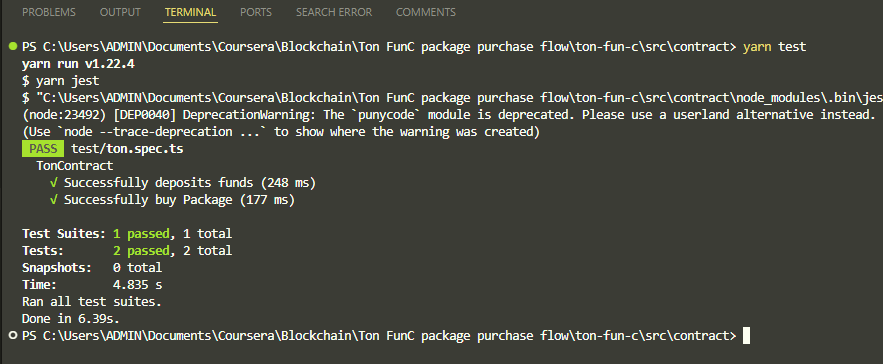 PROBLEMS OUTPUT TERMINAL PORTS SEARCH ERROR COMMENTS
PS C:\Users\ADMIN\Documents\Coursera\Blockchain\Ton FunC package purchase flow\ton-fun-c\src\contract> yarn test
yarn run v1.22.4
$ yarn jest
$ "C:\Users\ADMIN\Documents\Coursera\Blockchain\Ton FunC package purchase flow\ton-fun-c\src\contract\node_modules\.bin\jes
(node:23492) [DEP0040] DeprecationWarning: The `punycode` module is deprecated. Please use a userland alternative instead.
(Use `node --trace-deprecation ...` to show where the warning was created)
PASS test/ton.spec.ts
TonContract
√ Successfully deposits funds (248 ms)
√ Successfully buy Package (177 ms)
Test Suites: 1 passed, 1 total
Tests: 2 passed, 2 total
Snapshots: 0 total
Time: 4.835 s
Ran all test suites.
Done in 6.39s.
PS C:\Users\ADMIN\Documents\Coursera\Blockchain\Ton FunC package purchase flow\ton-fun-c\src\contract>